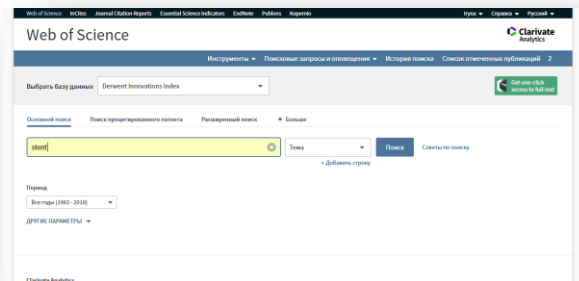 Web of Science InCites Journal Citation Reports Essential Science Indicators EndNote Publons Kopernio Iryna Справка Русский
Web of Science
Clarivate
Analytics
Инструменты Поисковые запросы и оповещения История поиска Список отмеченных публикаций 2
Выбрать базу данных Derwent Innovations Index
Get one-click
access to full-text
Основной поиск Поиск процитированного патента Расширенный поиск + Больше
stent Тема Поиск Советы по поиску
+ Добавить строку
Период
Все годы (1963 - 2018)
ДРУГИЕ ПАРАМЕТРЫ
Clarivate Analytics